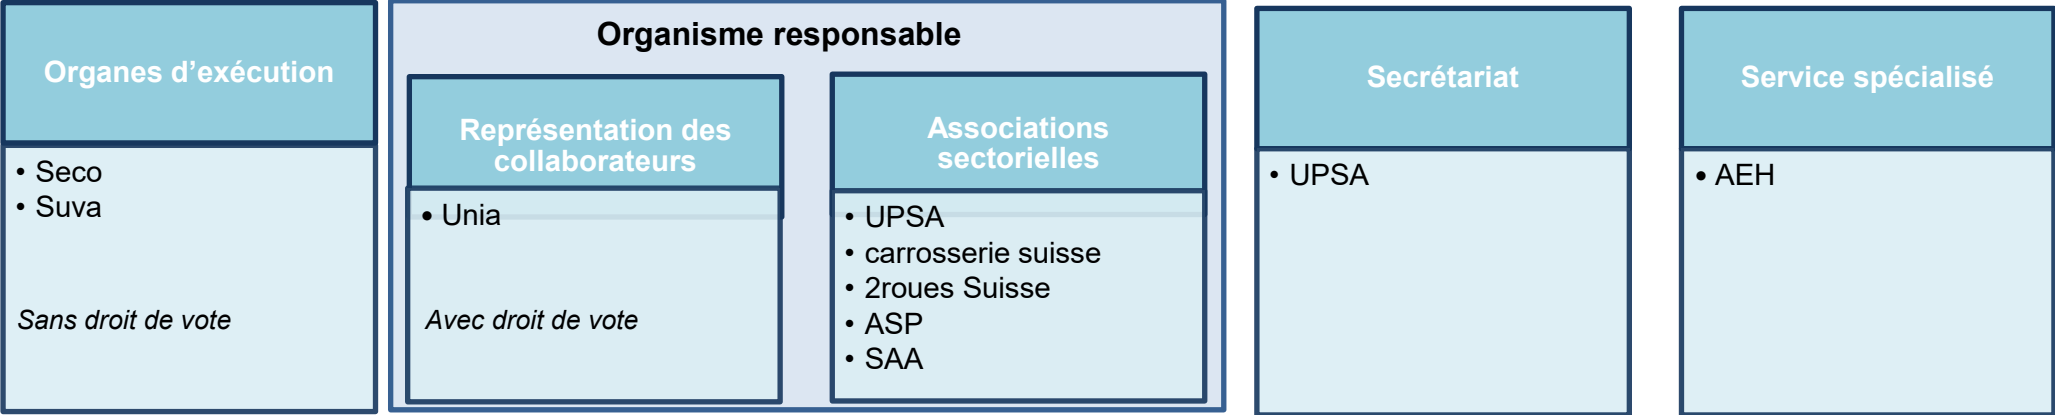 Organes d’exécution
• Seco
• Suva
Sans droit de vote
Organisme responsable
Représentation des
collaborateurs
• Unia
Avec droit de vote
Associations
sectorielles
• UPSA
• carrosserie suisse
• 2roues Suisse
• ASP
• SAA
Secrétariat
• UPSA
Service spécialisé
• AEH